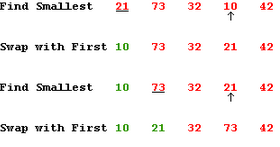 Find Smallest 21 73 32 10 42
Swap with First 10 73 32 21 42
Find Smallest 10 73 32 21 42
Swap with First 10 21 32 73 42